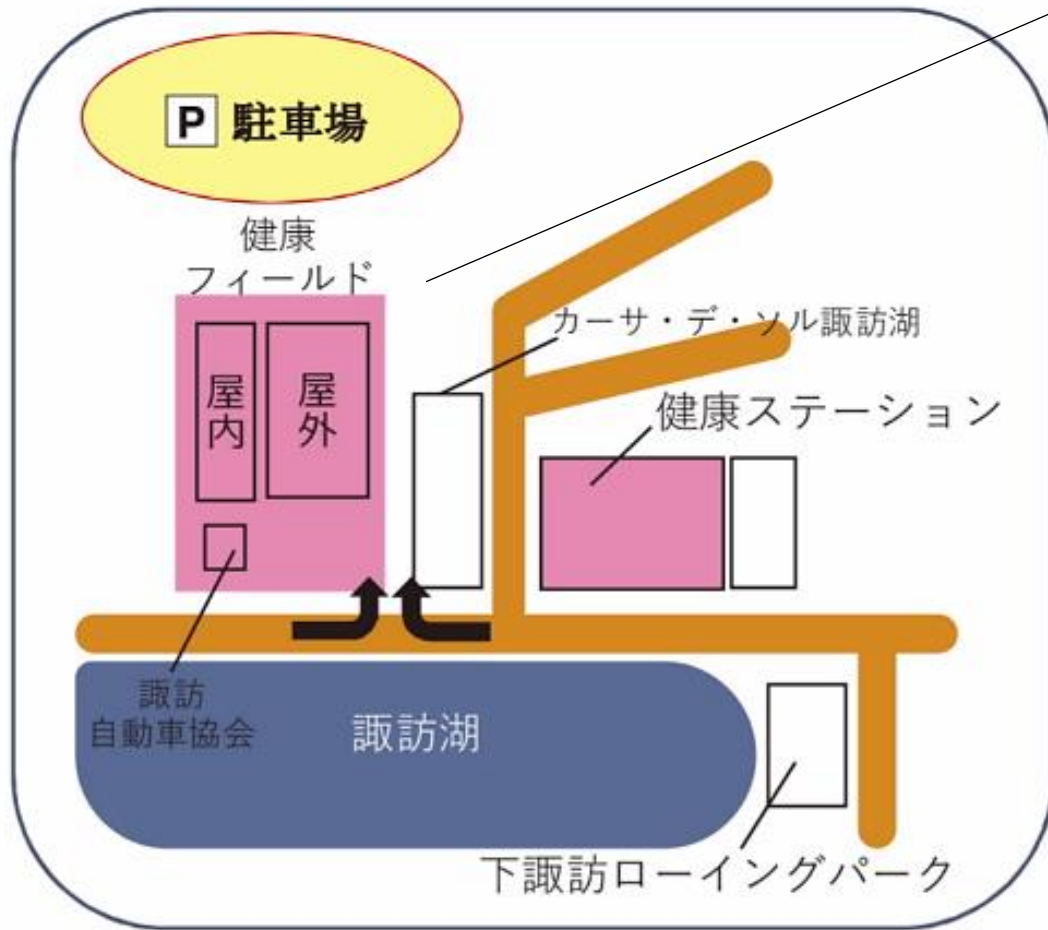 P 駐車場
健康
フィールド
カーサ・デ・ソル諏訪湖
屋内
屋外
健康ステーション
諏訪
自動車協会
諏訪湖
下諏訪ローイングパーク